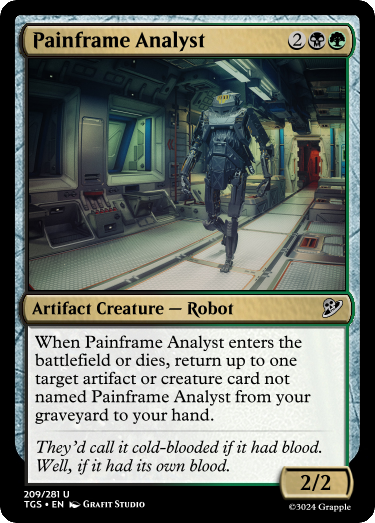 Painframe Analyst 2
Artifact Creature — Robot
When Painframe Analyst enters the
battlefield or dies, return up to one
target artifact or creature card not
named Painframe Analyst from your
graveyard to your hand.
They’d call it cold-blooded if it had blood.
Well, if it had its own blood.
2/2
209/281 U
TGS • EN Grafit Studio
©3024 Grapple